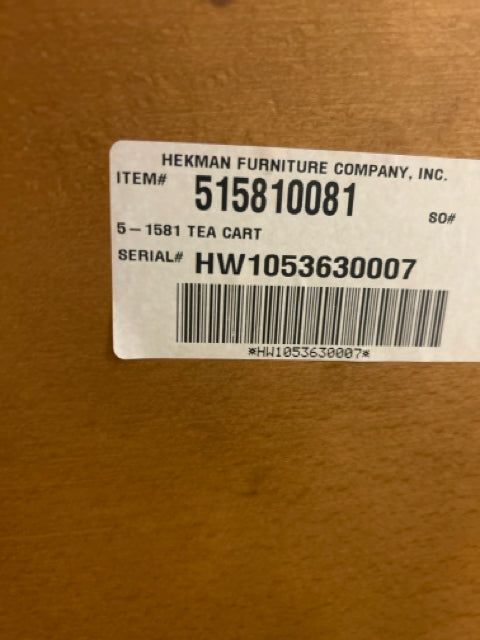 HEKMAN FURNITURE COMPANY, INC.
ITEM# 515810081 SO#
5-1581 TEA CART
SERIAL# HW1053630007
*HW1053630007*